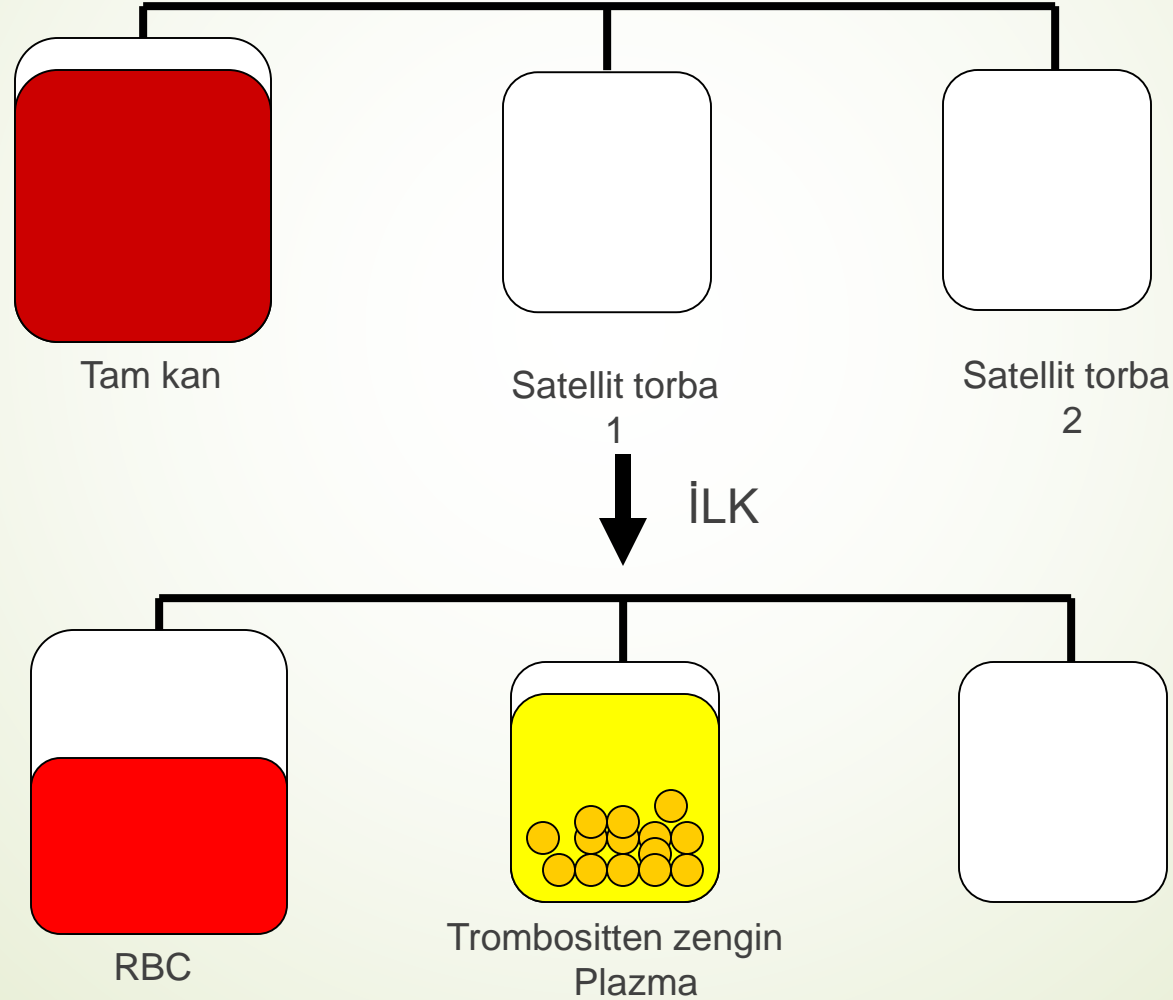 Tam kan
Satellit torba
1
Satellit torba
2
İLK
RBC
Trombositten zengin
Plazma